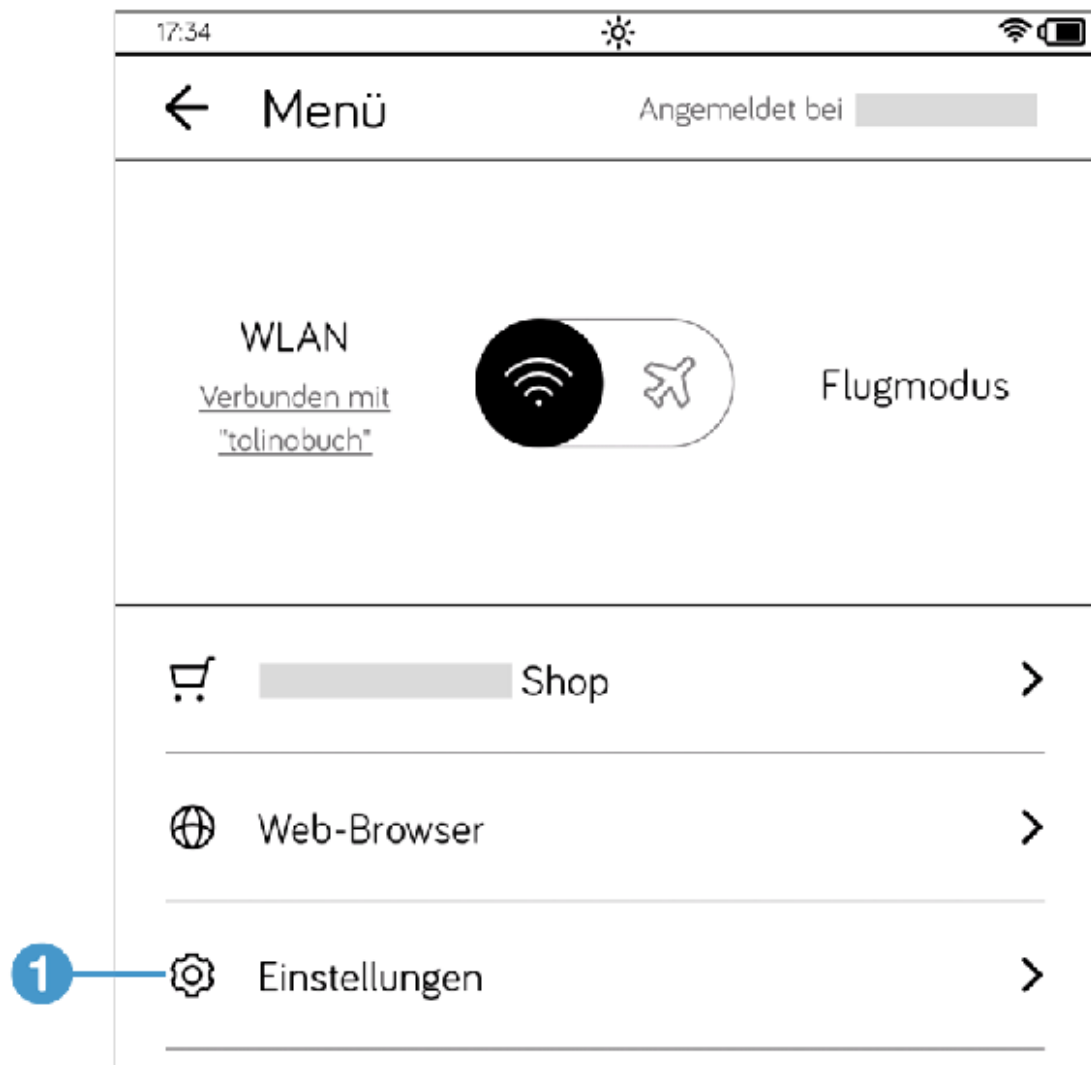 17:34
Menü
Angemeldet bei
WLAN
Verbunden mit
"tolinobuch"
Flugmodus
Shop
Web-Browser
1
Einstellungen